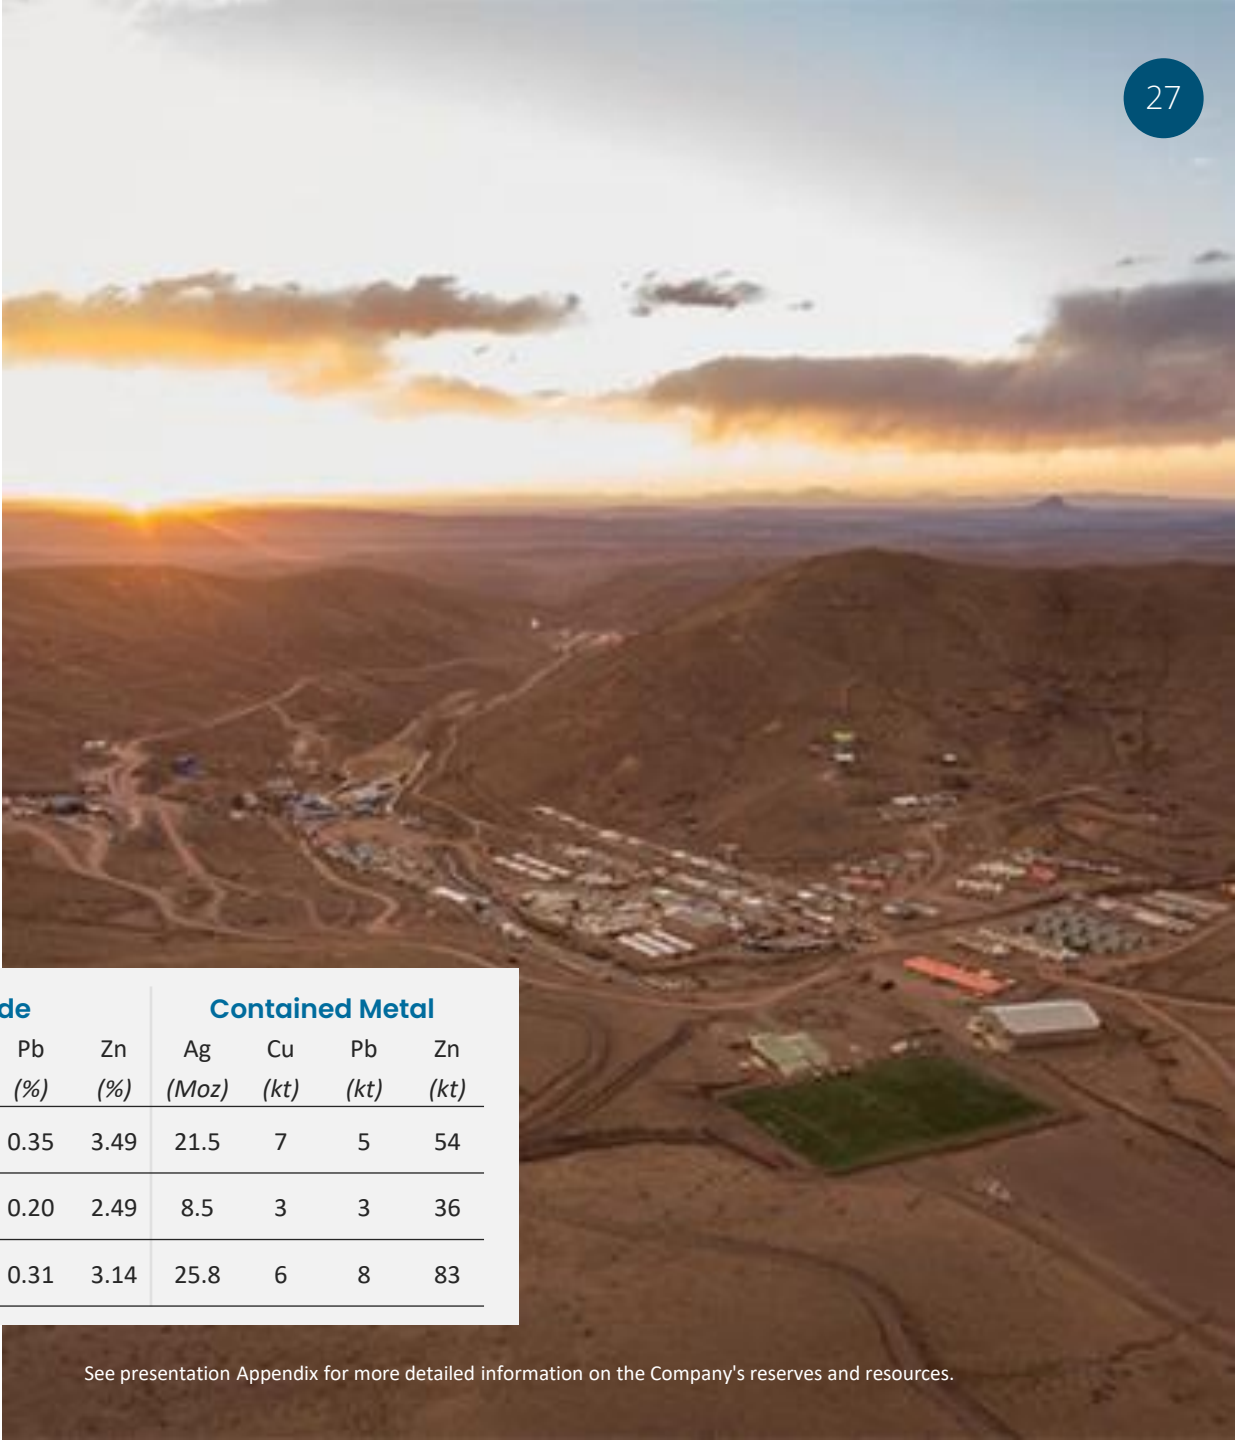 27
de Contained Metal
Pb Zn Ag Cu Pb Zn
(%) (%) (Moz) (kt) (kt) (kt)
0.35 3.49 21.5 7 5 54
0.20 2.49 8.5 3 3 36
0.31 3.14 25.8 6 8 83
See presentation Appendix for more detailed information on the Company's reserves and resources.